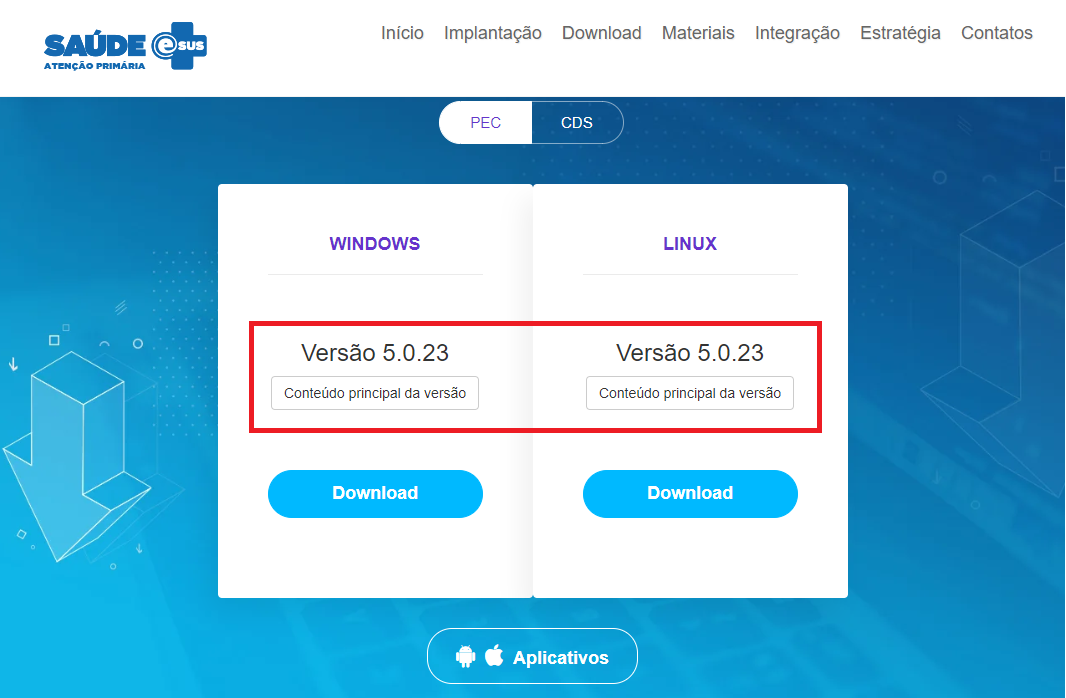 SAÚDE e SUS
ATENÇÃO PRIMÁRIA
Início Implantação Download Materiais Integração Estratégia Contatos
PEC CDS
WINDOWS
Versão 5.0.23
Conteúdo principal da versão
Download
LINUX
Versão 5.0.23
Conteúdo principal da versão
Download
Aplicativos